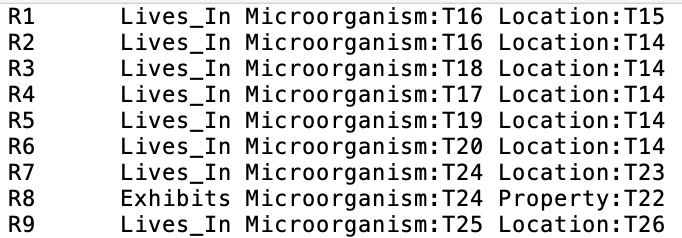 R1 Lives_In Microorganism:T16 Location:T15
R2 Lives_In Microorganism:T16 Location:T14
R3 Lives_In Microorganism:T18 Location:T14
R4 Lives_In Microorganism:T17 Location:T14
R5 Lives_In Microorganism:T19 Location:T14
R6 Lives_In Microorganism:T20 Location:T14
R7 Lives_In Microorganism:T24 Location:T23
R8 Exhibits Microorganism:T24 Property:T22
R9 Lives_In Microorganism:T25 Location:T26